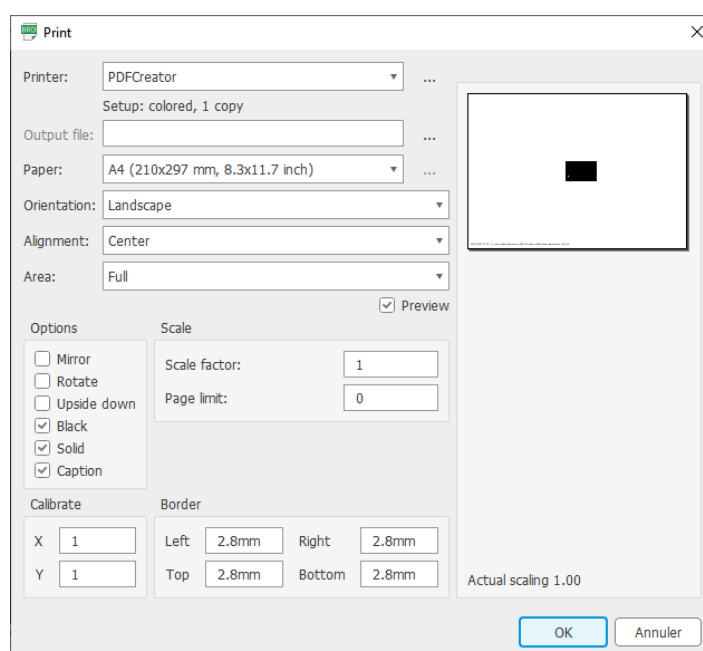 BRD
Print
Printer:
PDFCreator
...
Setup: colored, 1 copy
Output file:
...
Paper:
A4 (210x297 mm, 8.3x11.7 inch)
...
Orientation:
Landscape
Alignment:
Center
Area:
Full
Preview
Options
Scale
Mirror
Scale factor:
1
Rotate
Page limit:
0
Upside down
Black
Solid
Caption
Calibrate
Border
X
1
Left
2.8mm
Right
2.8mm
Y
1
Top
2.8mm
Bottom
2.8mm
Actual scaling 1.00
OK
Annuler